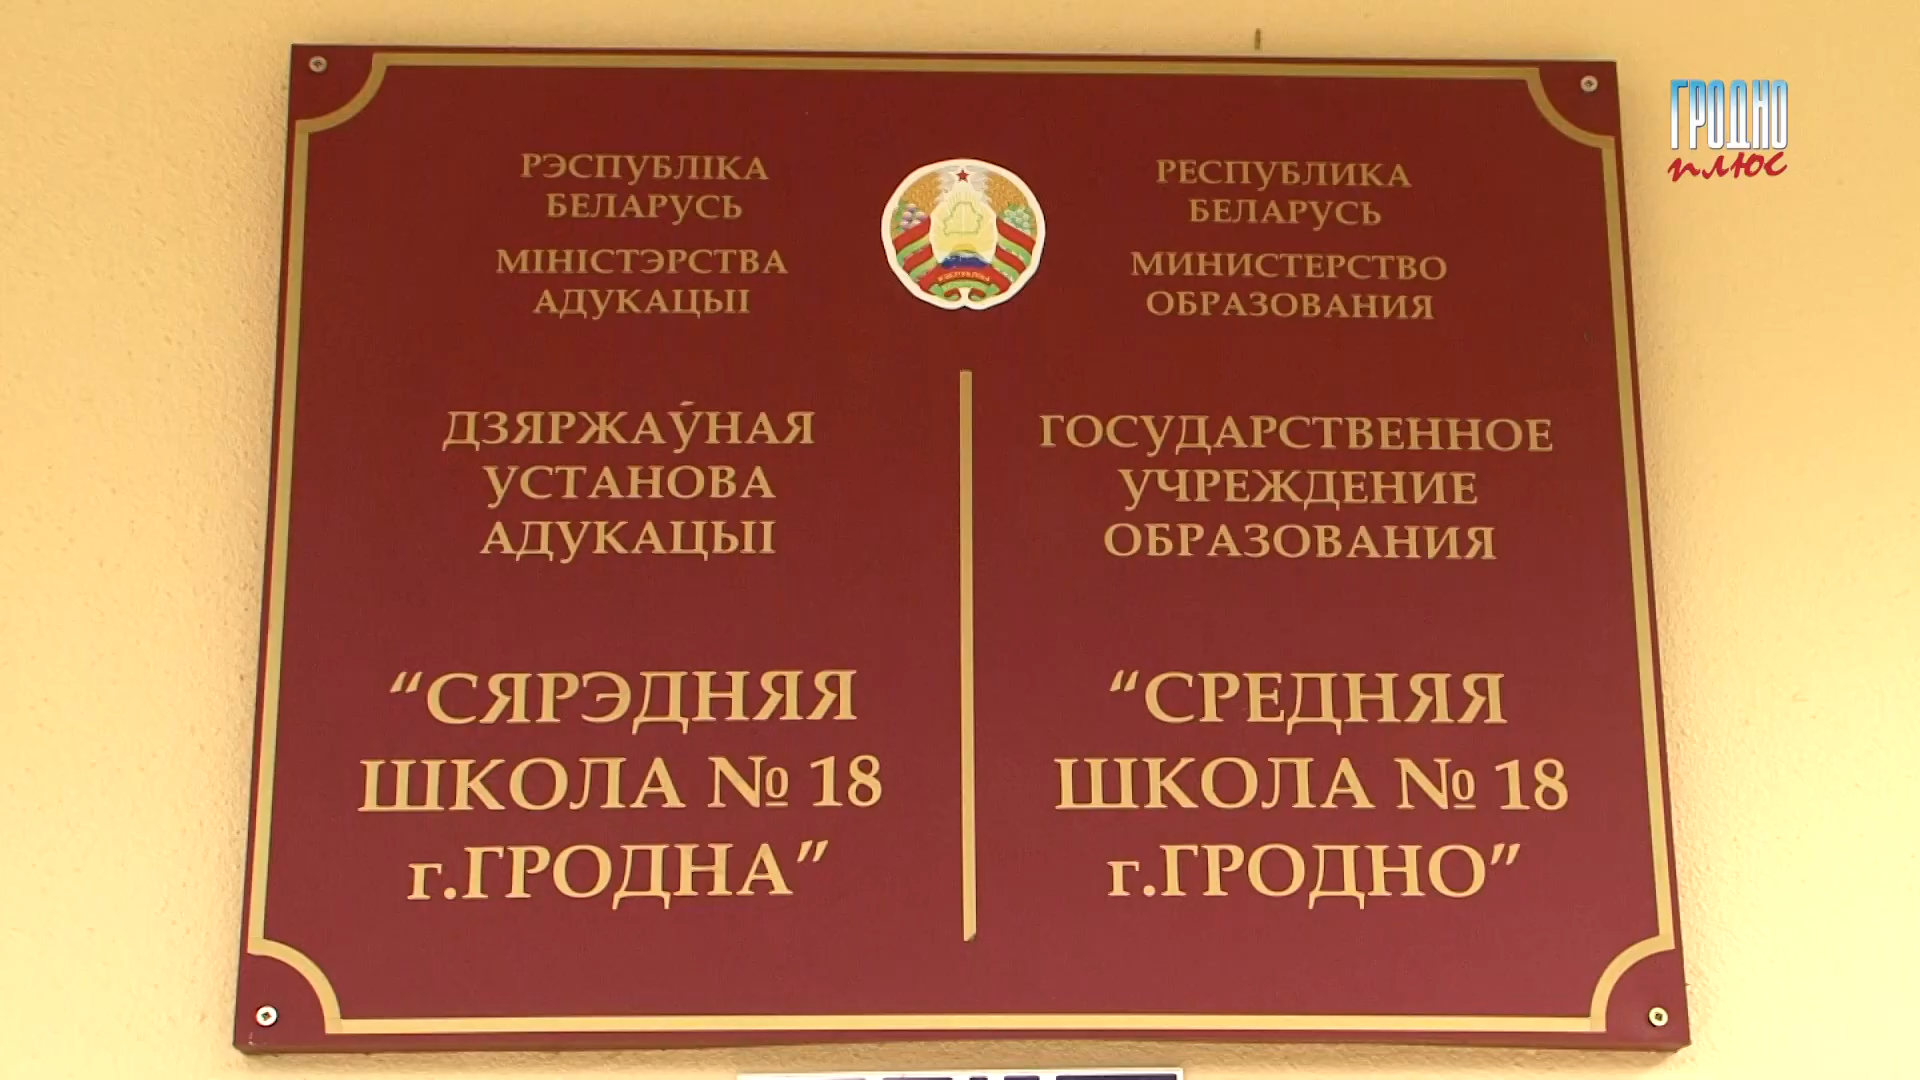 РЭСПУБЛІКА
БЕЛАРУСЬ
МІНІСТЭРСТВА
АДУКАЦЫІ
ДЗЯРЖАЎНАЯ
УСТАНОВА
АДУКАЦЫІ
“СЯРЭДНЯЯ
ШКОЛА № 18
г.ГРОДНА”
РЕСПУБЛИКА
БЕЛАРУСЬ
МИНИСТЕРСТВО
ОБРАЗОВАНИЯ
ГОСУДАРСТВЕННОЕ
УЧРЕЖДЕНИЕ
ОБРАЗОВАНИЯ
“СРЕДНЯЯ
ШКОЛА № 18
г.ГРОДНО”
ГРОДНО
плюс